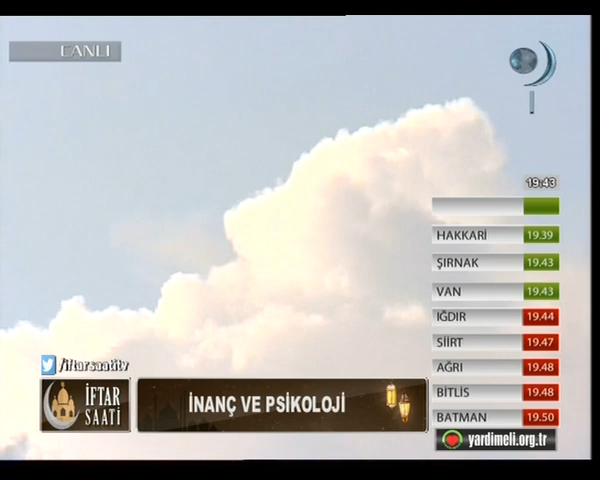 CANLI
19:43
HAKKARİ 19.39
ŞIRNAK 19.43
VAN 19.43
IĞDIR 19.44
SİİRT 19.47
AĞRI 19.48
BİTLİS 19.48
BATMAN 19.50
/iftarsaatitv
İFTAR
SAATİ
İNANÇ VE PSİKOLOJİ
yardimeli.org.tr